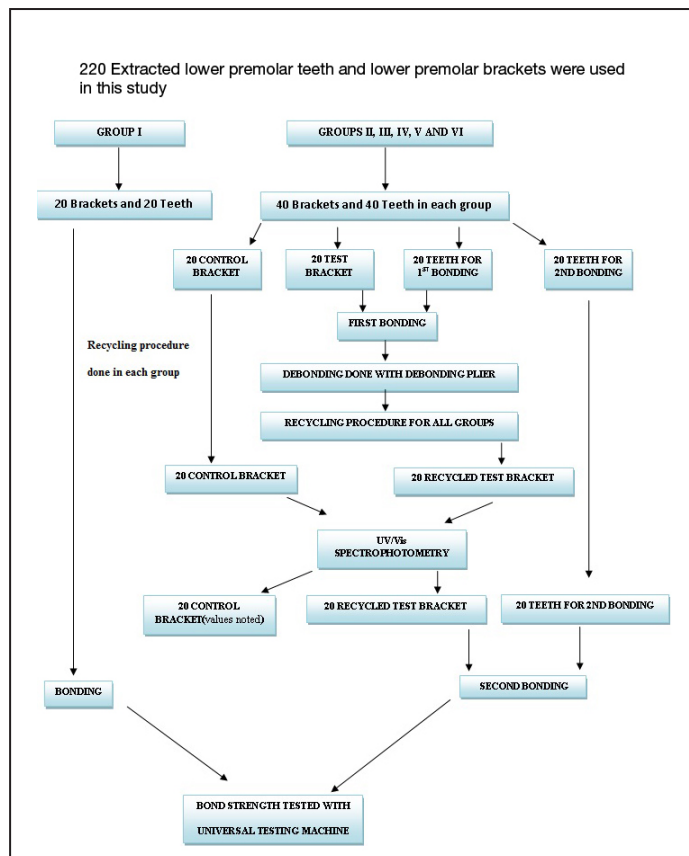 220 Extracted lower premolar teeth and lower premolar brackets were used
in this study
GROUP I
GROUPS II, III, IV, V AND VI
20 Brackets and 20 Teeth
40 Brackets and 40 Teeth in each group
20 CONTROL
BRACKET
20 TEST
BRACKET
20 TEETH FOR
1ST BONDING
20 TEETH FOR
2ND BONDING
FIRST BONDING
Recycling procedure
done in each group
DEBONDING DONE WITH DEBONDING PLIER
RECYCLING PROCEDURE FOR ALL GROUPS
20 CONTROL BRACKET
20 RECYCLED TEST BRACKET
UV/Vis
SPECTROPHOTOMETRY
20 CONTROL
BRACKET(values noted)
20 RECYCLED TEST BRACKET
20 TEETH FOR 2ND BONDING
BONDING
SECOND BONDING
BOND STRENGTH TESTED WITH
UNIVERSAL TESTING MACHINE